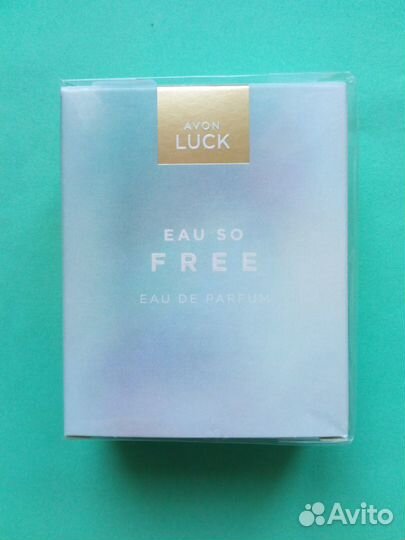 AVON
LUCK
EAU SO
FREE
EAU DE PARFUM
Avito